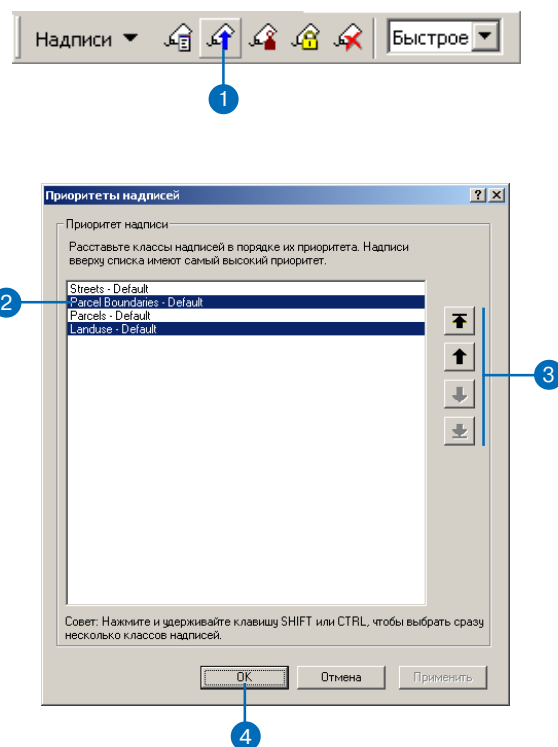 Надписи
Быстрое
1
Приоритеты надписей
Приоритет надписи
Расставьте классы надписей в порядке их приоритета. Надписи
вверху списка имеют самый высокий приоритет.
Streets - Default
2
Parcel Boundaries - Default
Parcels - Default
Landuse - Default
3
Совет: Нажмите и удерживайте клавишу SHIFT или CTRL, чтобы выбрать сразу
несколько классов надписей.
OK
Отмена
Применить
4